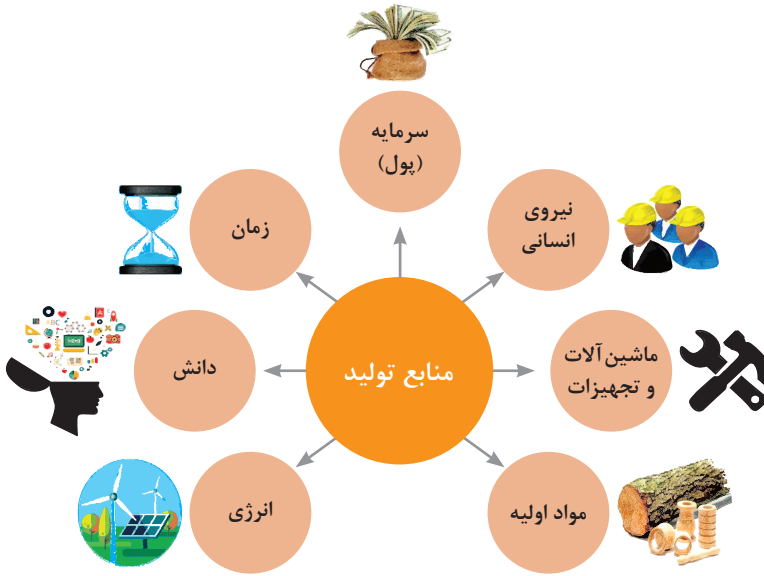 سرمایه
(پول)
نیروی
انسانی
زمان
ماشین‌آلات
و تجهیزات
منابع تولید
دانش
مواد اولیه
انرژی